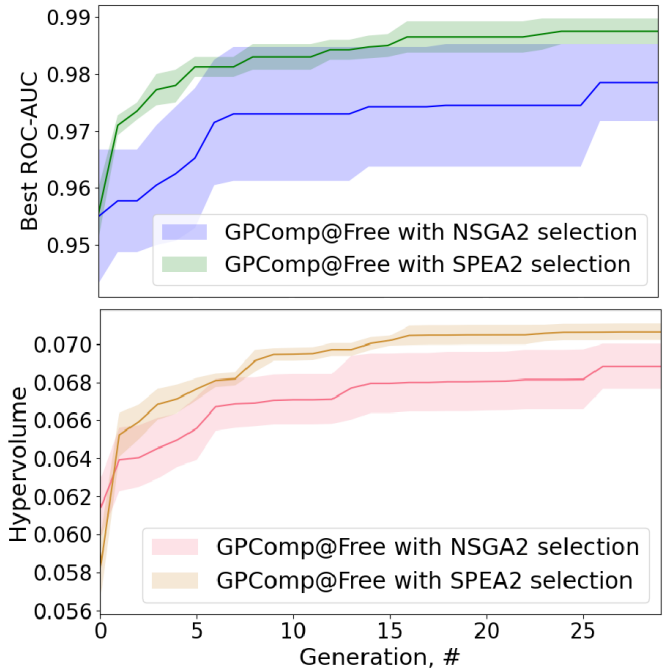 0.99
0.98
0.97
0.96
0.95
Best ROC-AUC
GPComp@Free with NSGA2 selection
GPComp@Free with SPEA2 selection
0.070
0.068
0.066
0.064
0.062
0.060
0.058
0.056
Hypervolume
GPComp@Free with NSGA2 selection
GPComp@Free with SPEA2 selection
0 5 10 15 20 25
Generation, #